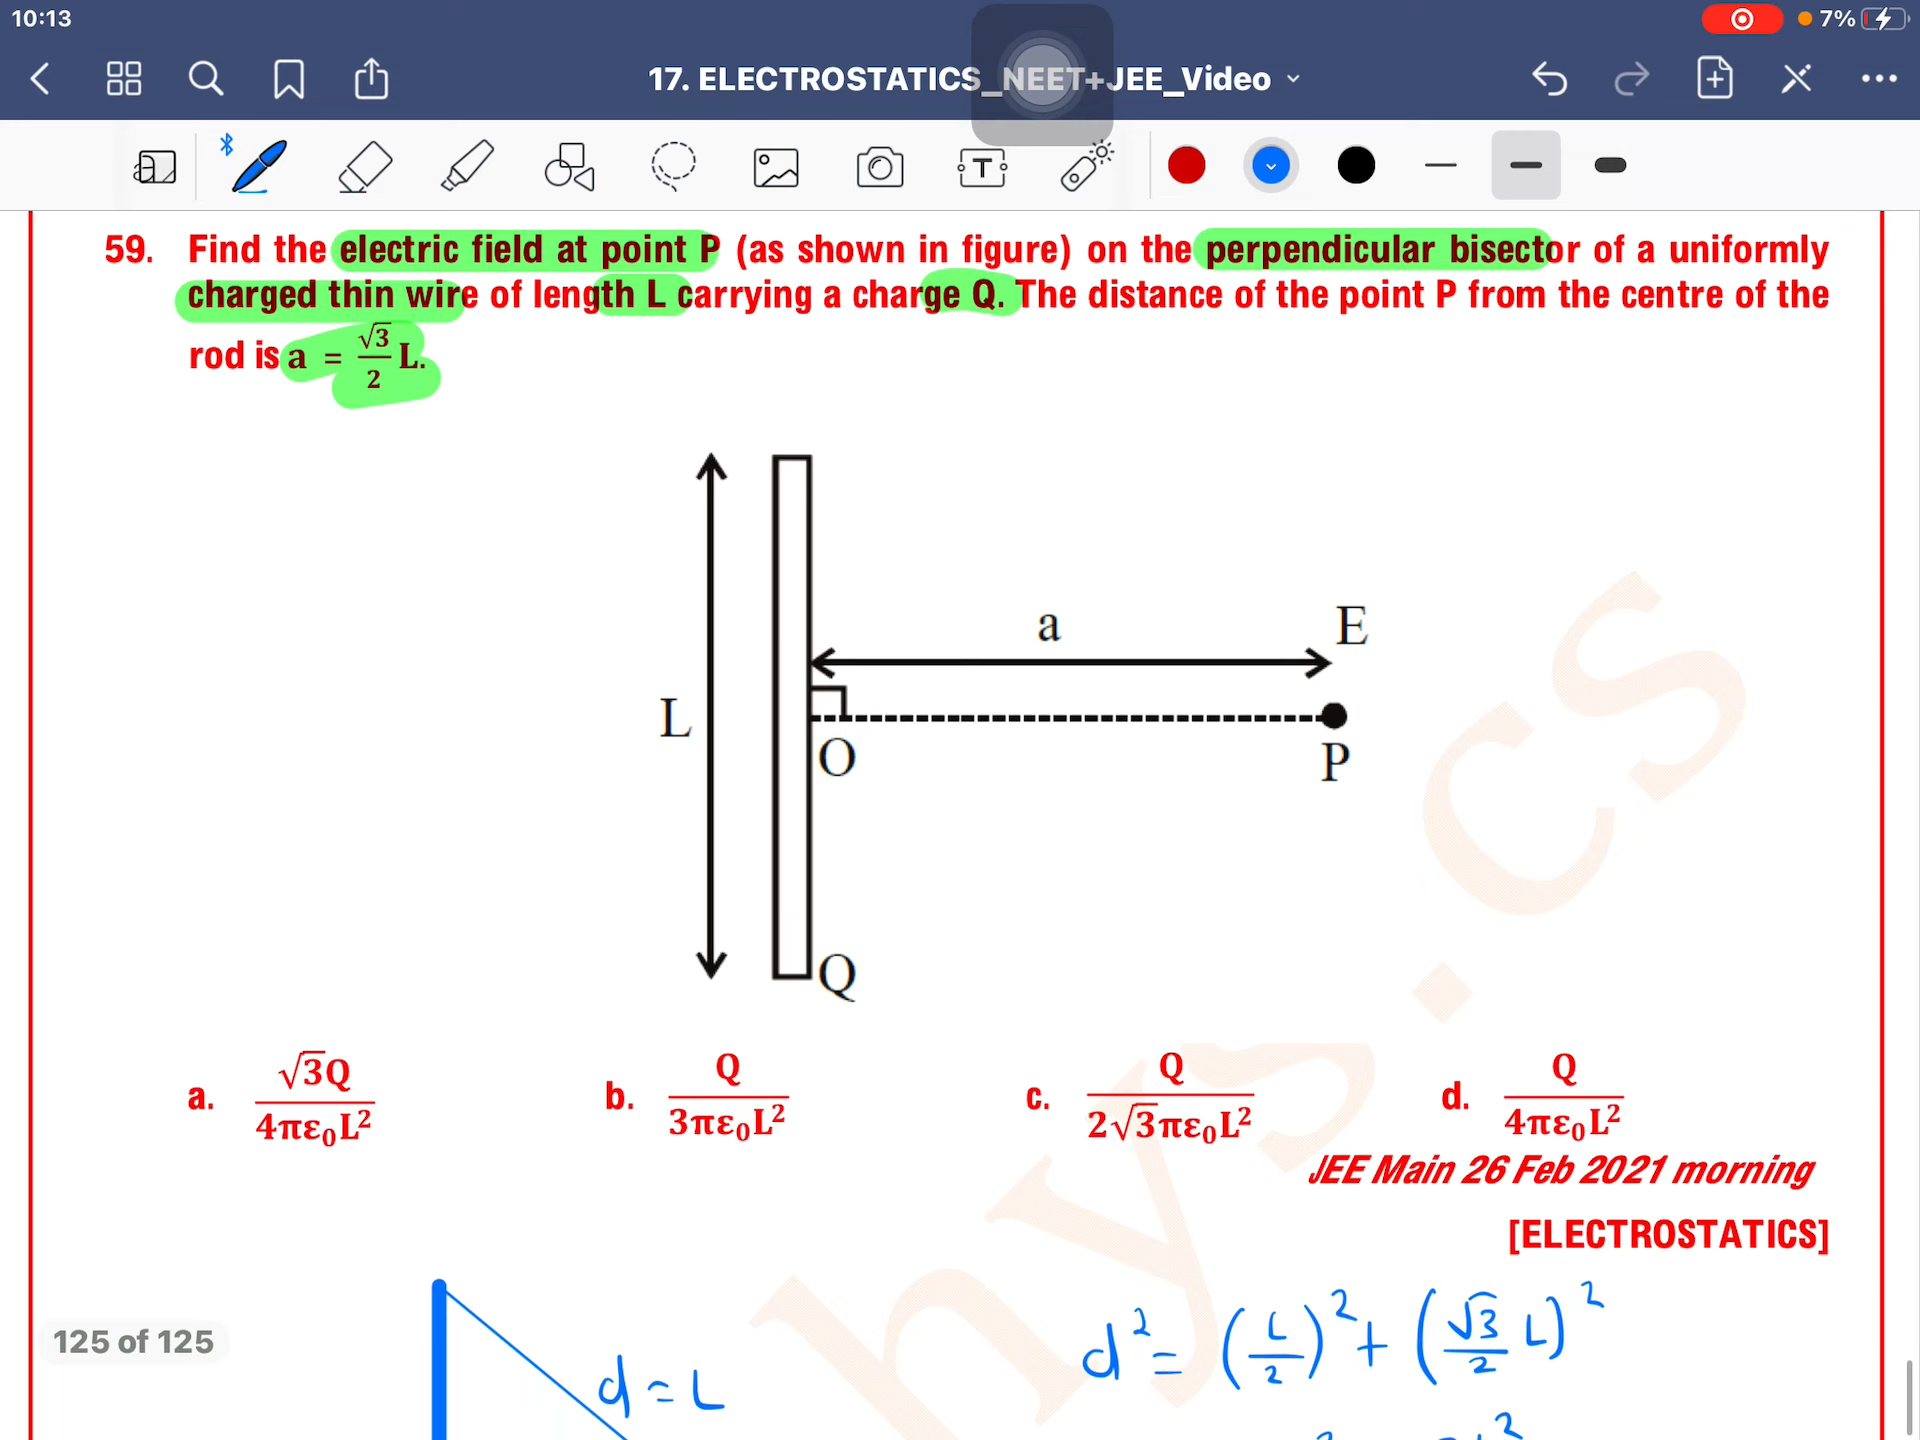 10:13
7%
17. ELECTROSTATICS_NEET+JEE_Video
59. Find the electric field at point P (as shown in figure) on the perpendicular bisector of a uniformly
charged thin wire of length L carrying a charge Q. The distance of the point P from the centre of the
rod is a = √3/2 L.
a
E
L
O
P
Q
a. √3Q/4πε₀L²
b. Q/3πε₀L²
c. Q/2√3πε₀L²
d. Q/4πε₀L²
JEE Main 26 Feb 2021 morning
[ELECTROSTATICS]
125 of 125
d = L
d² = (L/2)² + (√3/2 L)²
hys.cs